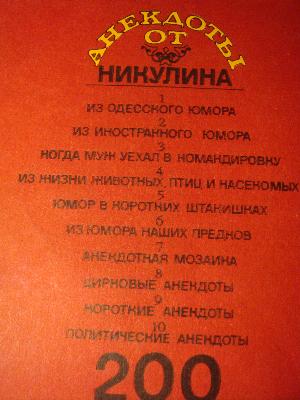 АНЕКДОТЫ
ОТ
НИКУЛИНА
1
ИЗ ОДЕССКОГО ЮМОРА
2
ИЗ ИНОСТРАННОГО ЮМОРА
3
КОГДА МУЖ УЕХАЛ В КОМАНДИРОВКУ
4
ИЗ ЖИЗНИ ЖИВОТНЫХ, ПТИЦ И НАСЕКОМЫХ
5
ЮМОР В КОРОТКИХ ШТАНИШКАХ
6
ИЗ ЮМОРА НАШИХ ПРЕДКОВ
7
АНЕКДОТНАЯ МОЗАИКА
8
ЦИРКОВЫЕ АНЕКДОТЫ
9
КОРОТКИЕ АНЕКДОТЫ
10
ПОЛИТИЧЕСКИЕ АНЕКДОТЫ
200